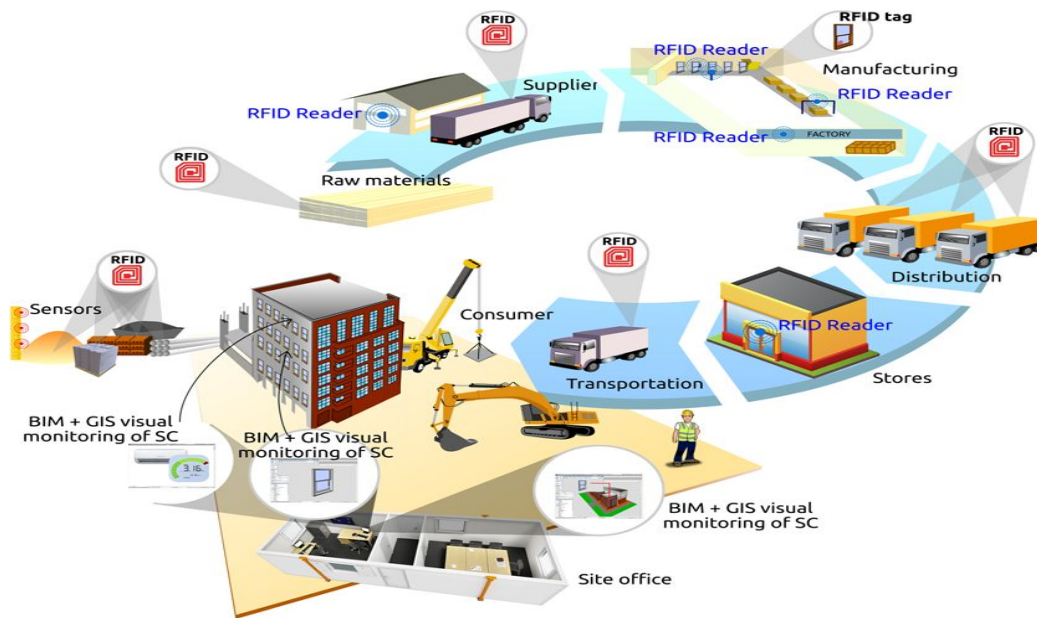 RFID
RFID tag
RFID Reader
Manufacturing
Supplier
RFID Reader
RFID Reader
RFID Reader
FACTORY
RFID
RFID
Raw materials
RFID
RFID
Distribution
Sensors
Consumer
RFID Reader
Transportation
Stores
BIM + GIS visual
monitoring of SC
BIM + GIS visual
monitoring of SC
3.16
BIM + GIS visual
monitoring of SC
Site office